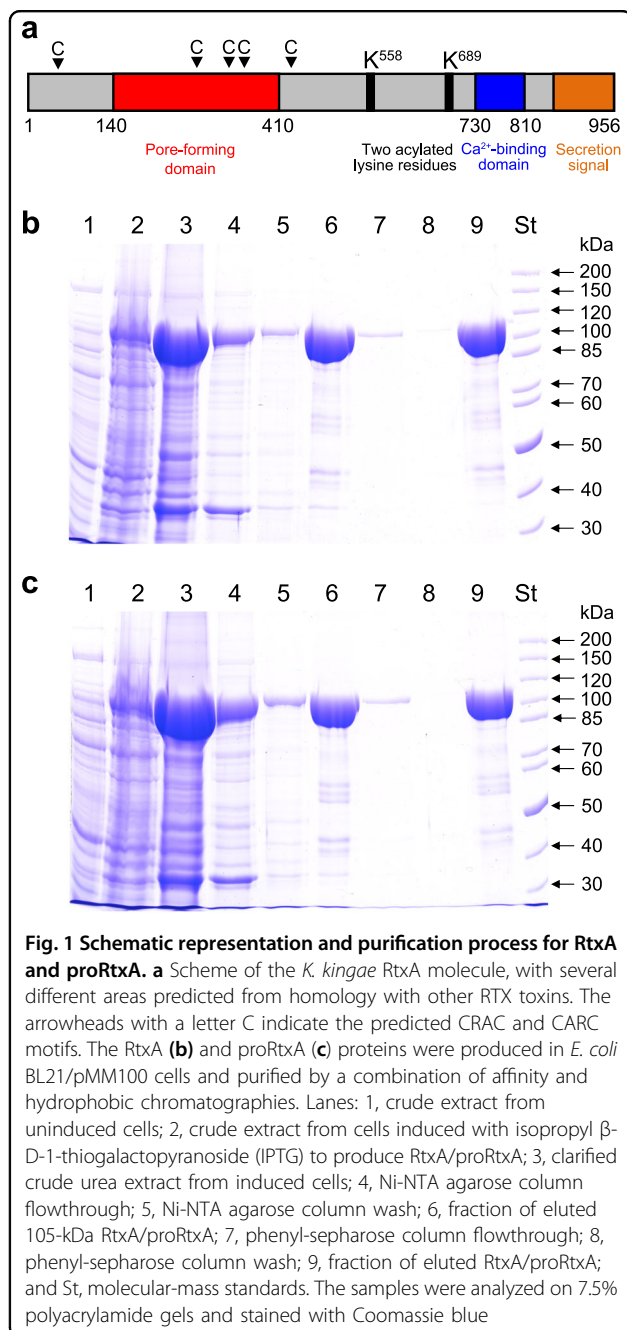 a
C C C C C K⁵⁵⁸ K⁶⁸⁹
1 140 410 730 810 956
Pore-forming domain
Two acylated lysine residues
Ca²⁺-binding domain
Secretion signal
b
1 2 3 4 5 6 7 8 9 St
kDa
200
150
120
100
85
70
60
50
40
30
c
1 2 3 4 5 6 7 8 9 St
kDa
200
150
120
100
85
70
60
50
40
30
Fig. 1 Schematic representation and purification process for RtxA
and proRtxA. a Scheme of the K. kingae RtxA molecule, with several
different areas predicted from homology with other RTX toxins. The
arrowheads with a letter C indicate the predicted CRAC and CARC
motifs. The RtxA (b) and proRtxA (c) proteins were produced in E. coli
BL21/pMM100 cells and purified by a combination of affinity and
hydrophobic chromatographies. Lanes: 1, crude extract from
uninduced cells; 2, crude extract from cells induced with isopropyl β-
D-1-thiogalactopyranoside (IPTG) to produce RtxA/proRtxA; 3, clarified
crude urea extract from induced cells; 4, Ni-NTA agarose column
flowthrough; 5, Ni-NTA agarose column wash; 6, fraction of eluted
105-kDa RtxA/proRtxA; 7, phenyl-sepharose column flowthrough; 8,
phenyl-sepharose column wash; 9, fraction of eluted RtxA/proRtxA;
and St, molecular-mass standards. The samples were analyzed on 7.5%
polyacrylamide gels and stained with Coomassie blue